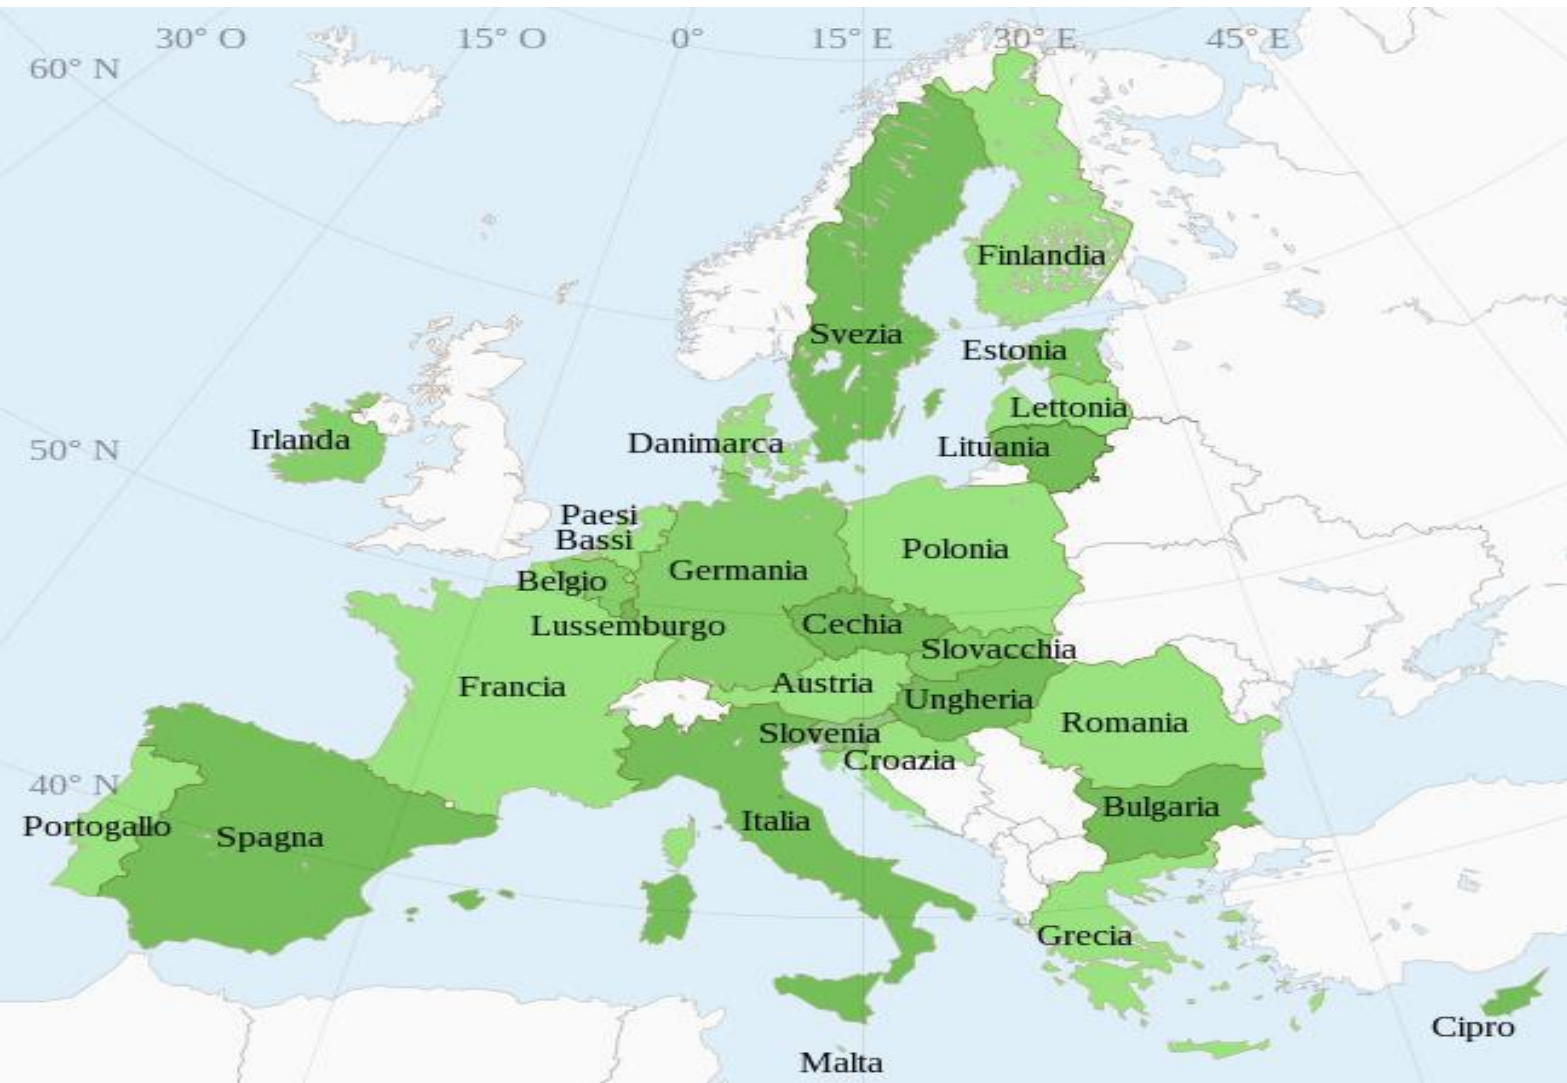 30° O
15° O
0°
15° E
30° E
45° E
60° N
Finlandia
Svezia
Estonia
Lettonia
Irlanda
Danimarca
Lituania
50° N
Paesi
Bassi
Polonia
Germania
Belgio
Lussemburgo
Cechia
Slovacchia
Francia
Austria
Ungheria
Romania
Slovenia
Croazia
40° N
Bulgaria
Portogallo
Spagna
Italia
Grecia
Cipro
Malta